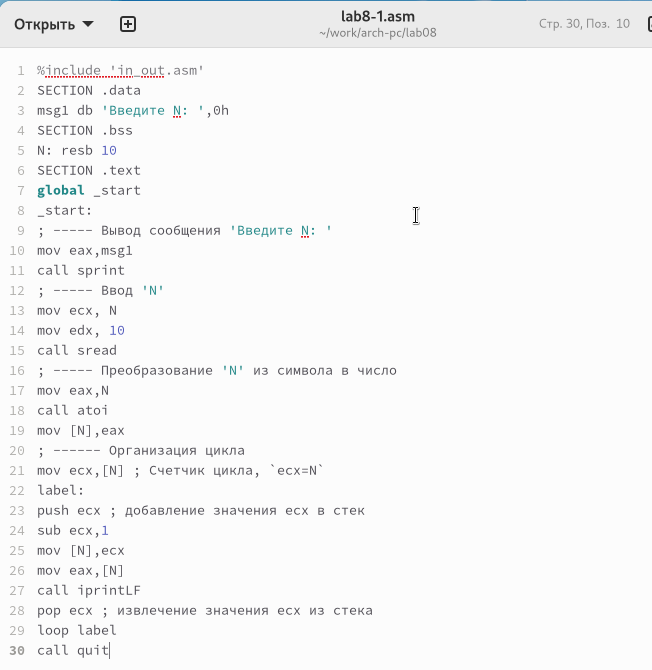 Открыть
lab8-1.asm
~/work/arch-pc/lab08
Стр. 30, Поз. 10
1 %include 'in_out.asm'
2 SECTION .data
3 msg1 db 'Введите N: ',0h
4 SECTION .bss
5 N: resb 10
6 SECTION .text
7 global _start
8 _start:
9 ; ----- Вывод сообщения 'Введите N: '
10 mov eax,msg1
11 call sprint
12 ; ----- Ввод 'N'
13 mov ecx, N
14 mov edx, 10
15 call sread
16 ; ----- Преобразование 'N' из символа в число
17 mov eax,N
18 call atoi
19 mov [N],eax
20 ; ------ Организация цикла
21 mov ecx,[N] ; Счетчик цикла, `ecx=N`
22 label:
23 push ecx ; добавление значения ecx в стек
24 sub ecx,1
25 mov [N],ecx
26 mov eax,[N]
27 call iprintLF
28 pop ecx ; извлечение значения ecx из стека
29 loop label
30 call quit